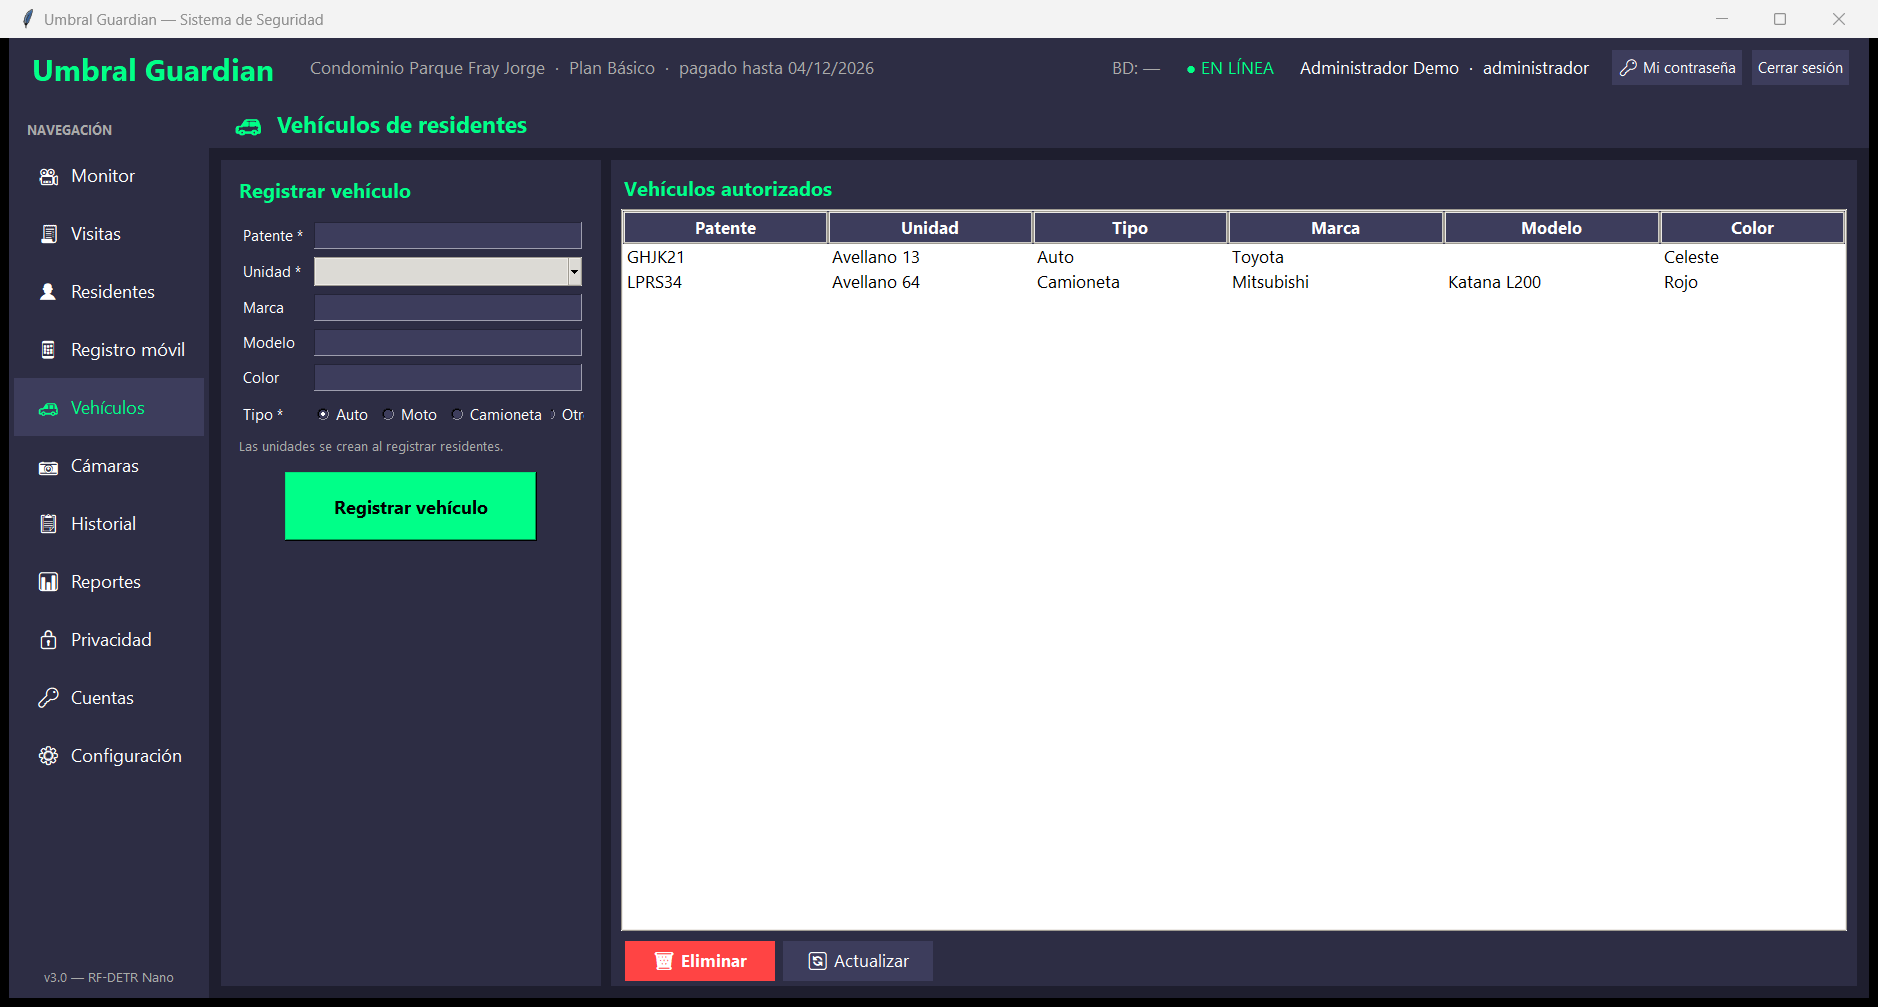 Umbral Guardian — Sistema de Seguridad
Umbral Guardian
Condominio Parque Fray Jorge · Plan Básico · pagado hasta 04/12/2026
BD: —
● EN LÍNEA
Administrador Demo · administrador
Mi contraseña
Cerrar sesión
NAVEGACIÓN
Monitor
Visitas
Residentes
Registro móvil
Vehículos
Cámaras
Historial
Reportes
Privacidad
Cuentas
Configuración
v3.0 — RF-DETR Nano
Vehículos de residentes
Registrar vehículo
Patente *
Unidad *
Marca
Modelo
Color
Tipo * Auto Moto Camioneta Otr
Las unidades se crean al registrar residentes.
Registrar vehículo
Vehículos autorizados
Patente Unidad Tipo Marca Modelo Color
GHJK21 Avellano 13 Auto Toyota Celeste
LPRS34 Avellano 64 Camioneta Mitsubishi Katana L200 Rojo
Eliminar
Actualizar